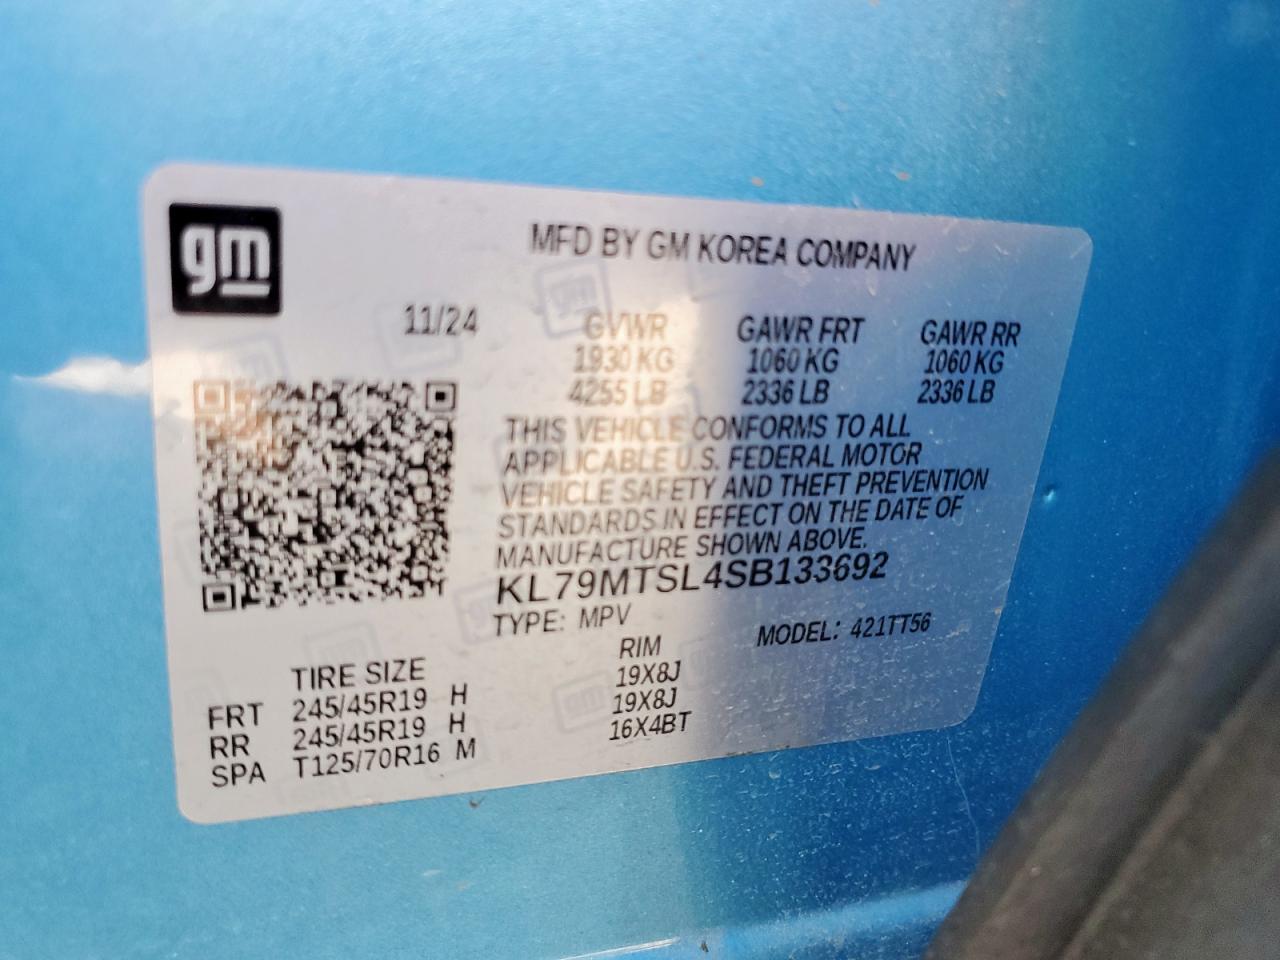 gm
MFD BY GM KOREA COMPANY
11/24 GVWR GAWR FRT GAWR RR
1930 KG 1060 KG 1060 KG
4255 LB 2336 LB 2336 LB
THIS VEHICLE CONFORMS TO ALL
APPLICABLE U.S. FEDERAL MOTOR
VEHICLE SAFETY AND THEFT PREVENTION
STANDARDS IN EFFECT ON THE DATE OF
MANUFACTURE SHOWN ABOVE.
KL79MTSL4SB133692
TYPE: MPV MODEL: 421TT56
TIRE SIZE RIM
FRT 245/45R19 H 19X8J
RR 245/45R19 H 19X8J
SPA T125/70R16 M 16X4BT